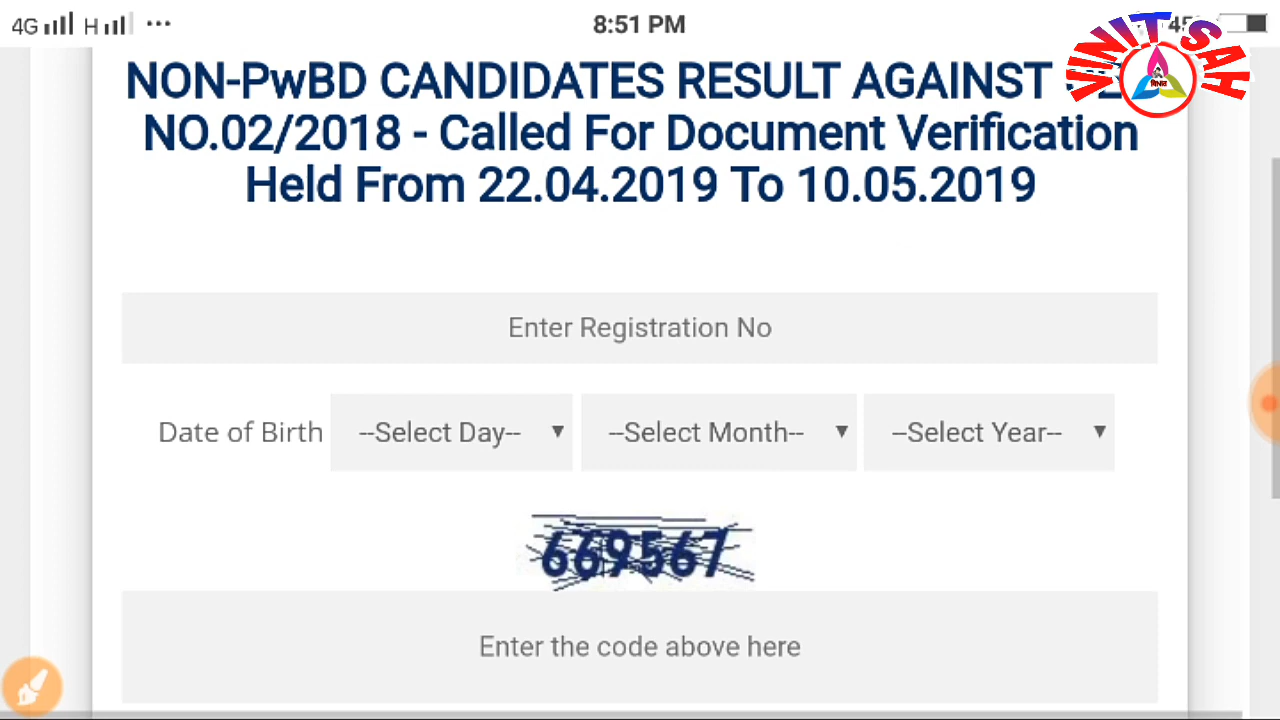 4G H ... 8:51 PM
VINIT SAH
NON-PwBD CANDIDATES RESULT AGAINST
NO.02/2018 - Called For Document Verification
Held From 22.04.2019 To 10.05.2019
Enter Registration No
Date of Birth --Select Day-- --Select Month-- --Select Year--
669567
Enter the code above here